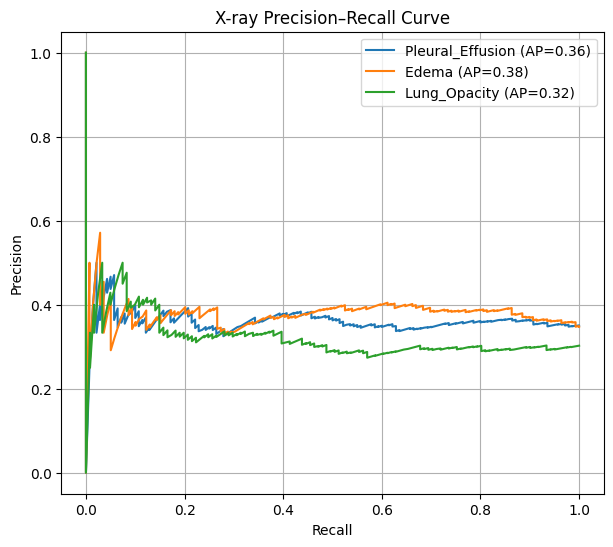 X-ray Precision–Recall Curve
Pleural_Effusion (AP=0.36)
Edema (AP=0.38)
Lung_Opacity (AP=0.32)
Precision
1.0
0.8
0.6
0.4
0.2
0.0
0.0 0.2 0.4 0.6 0.8 1.0
Recall